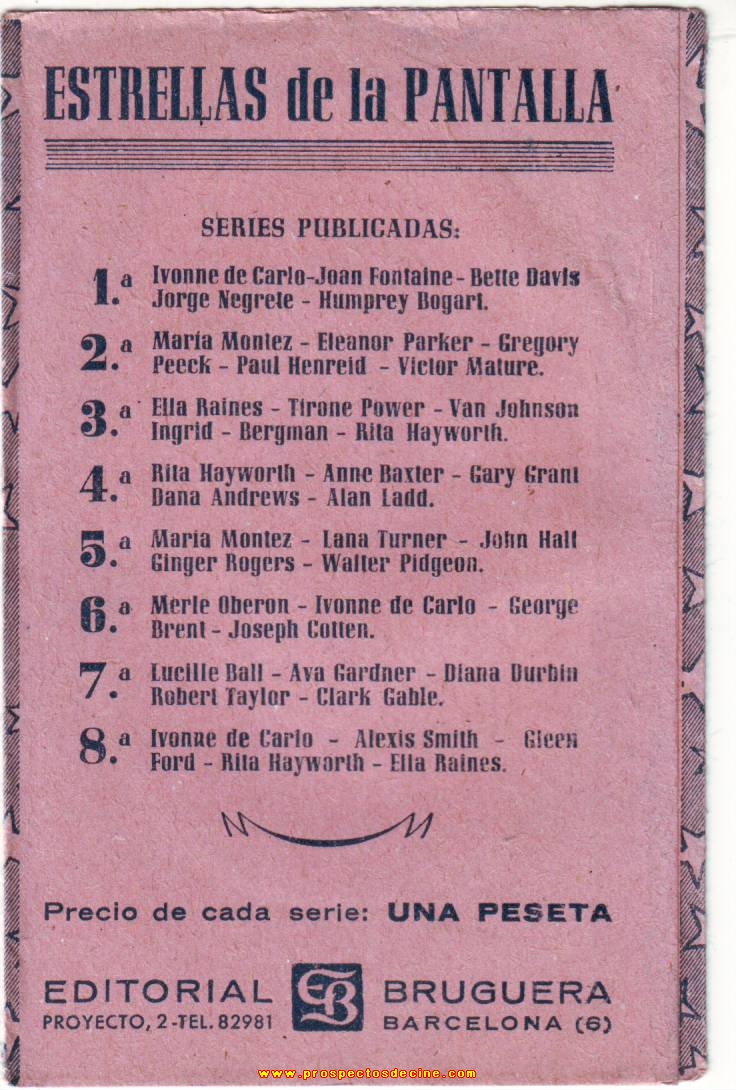 ESTRELLAS de la PANTALLA
SERIES PUBLICADAS:
1.ª Ivonne de Carlo-Joan Fontaine - Bette Davis
Jorge Negrete - Humprey Bogart.
2.ª María Montez - Eleanor Parker - Gregory
Peeck - Paul Henreid - Victor Mature.
3.ª Ella Raines - Tirone Power - Van Johnson
Ingrid - Bergman - Rita Hayworth.
4.ª Rita Hayworth - Anne Baxter - Gary Grant
Dana Andrews - Alan Ladd.
5.ª María Montez - Lana Turner - John Hall
Ginger Rogers - Walter Pidgeon.
6.ª Merle Oberon - Ivonne de Carlo - George
Brent - Joseph Cotten.
7.ª Lucille Ball - Ava Gardner - Diana Durbin
Robert Taylor - Clark Gable.
8.ª Ivonne de Carlo - Alexis Smith - Gleen
Ford - Rita Hayworth - Ella Raines.
Precio de cada serie: UNA PESETA
EDITORIAL EB BRUGUERA
PROYECTO, 2-TEL. 82981 BARCELONA (6)
www.prospectosdecine.com